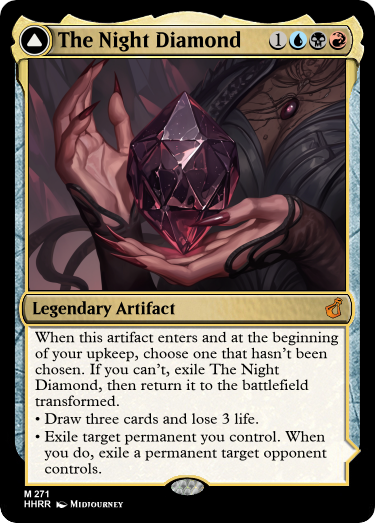 The Night Diamond 1
Legendary Artifact
When this artifact enters and at the beginning
of your upkeep, choose one that hasn't been
chosen. If you can't, exile The Night
Diamond, then return it to the battlefield
transformed.
• Draw three cards and lose 3 life.
• Exile target permanent you control. When
you do, exile a permanent target opponent
controls.
M 271
HHRR Midjourney